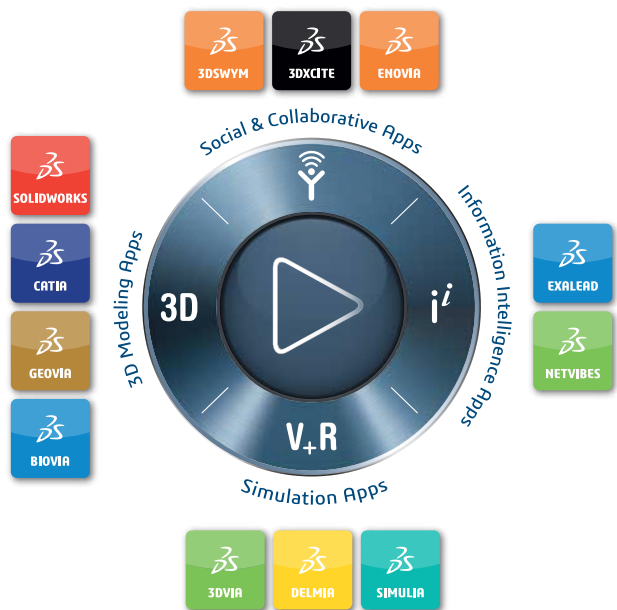 3DSWYM
3DXCITE
ENOVIA
Social & Collaborative Apps
SOLIDWORKS
CATIA
GEOVIA
BIOVIA
3D Modeling Apps
3D
i i
Information Intelligence Apps
EXALEAD
NETVIBES
V+R
Simulation Apps
3DVIA
DELMIA
SIMULIA